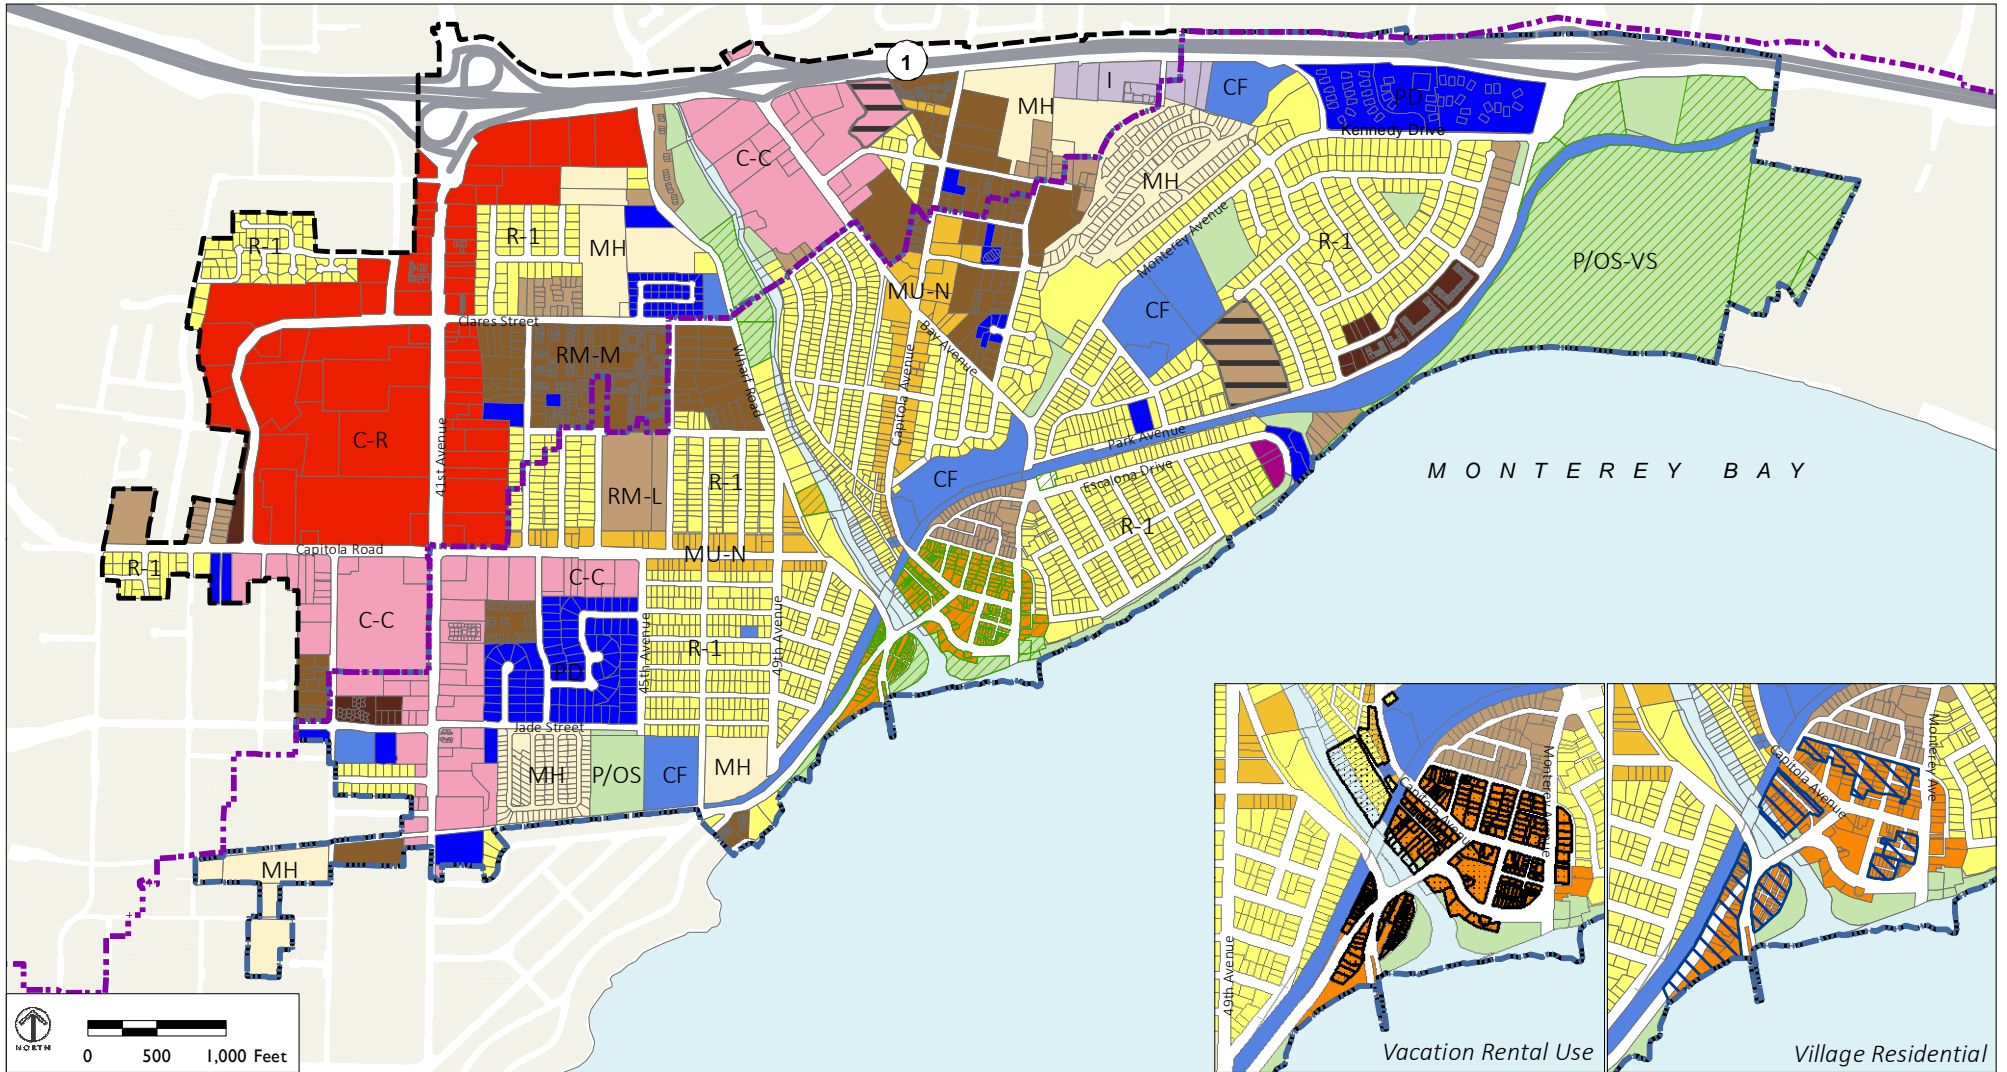 1
I
CF
PD
MH
Kennedy Drive
C-C
MH
R-1
R-1
MH
Monterey Avenue
R-1
P/OS-VS
MU-N
CF
Clares Street
Bay Avenue
RM-M
Wharf Road
Capitola Avenue
C-R
41st Avenue
Park Avenue
MONTEREY BAY
Escalona Drive
CF
R-1
RM-L
R-1
Capitola Road
MU-N
R-1
C-C
C-C
49th Avenue
45th Avenue
R-1
PD
Jade Street
MH
P/OS
CF
MH
MH
NORTH
0 500 1,000 Feet
Capitola Avenue
Monterey Avenue
49th Avenue
Vacation Rental Use
Capitola Avenue
Monterey Ave
Village Residential